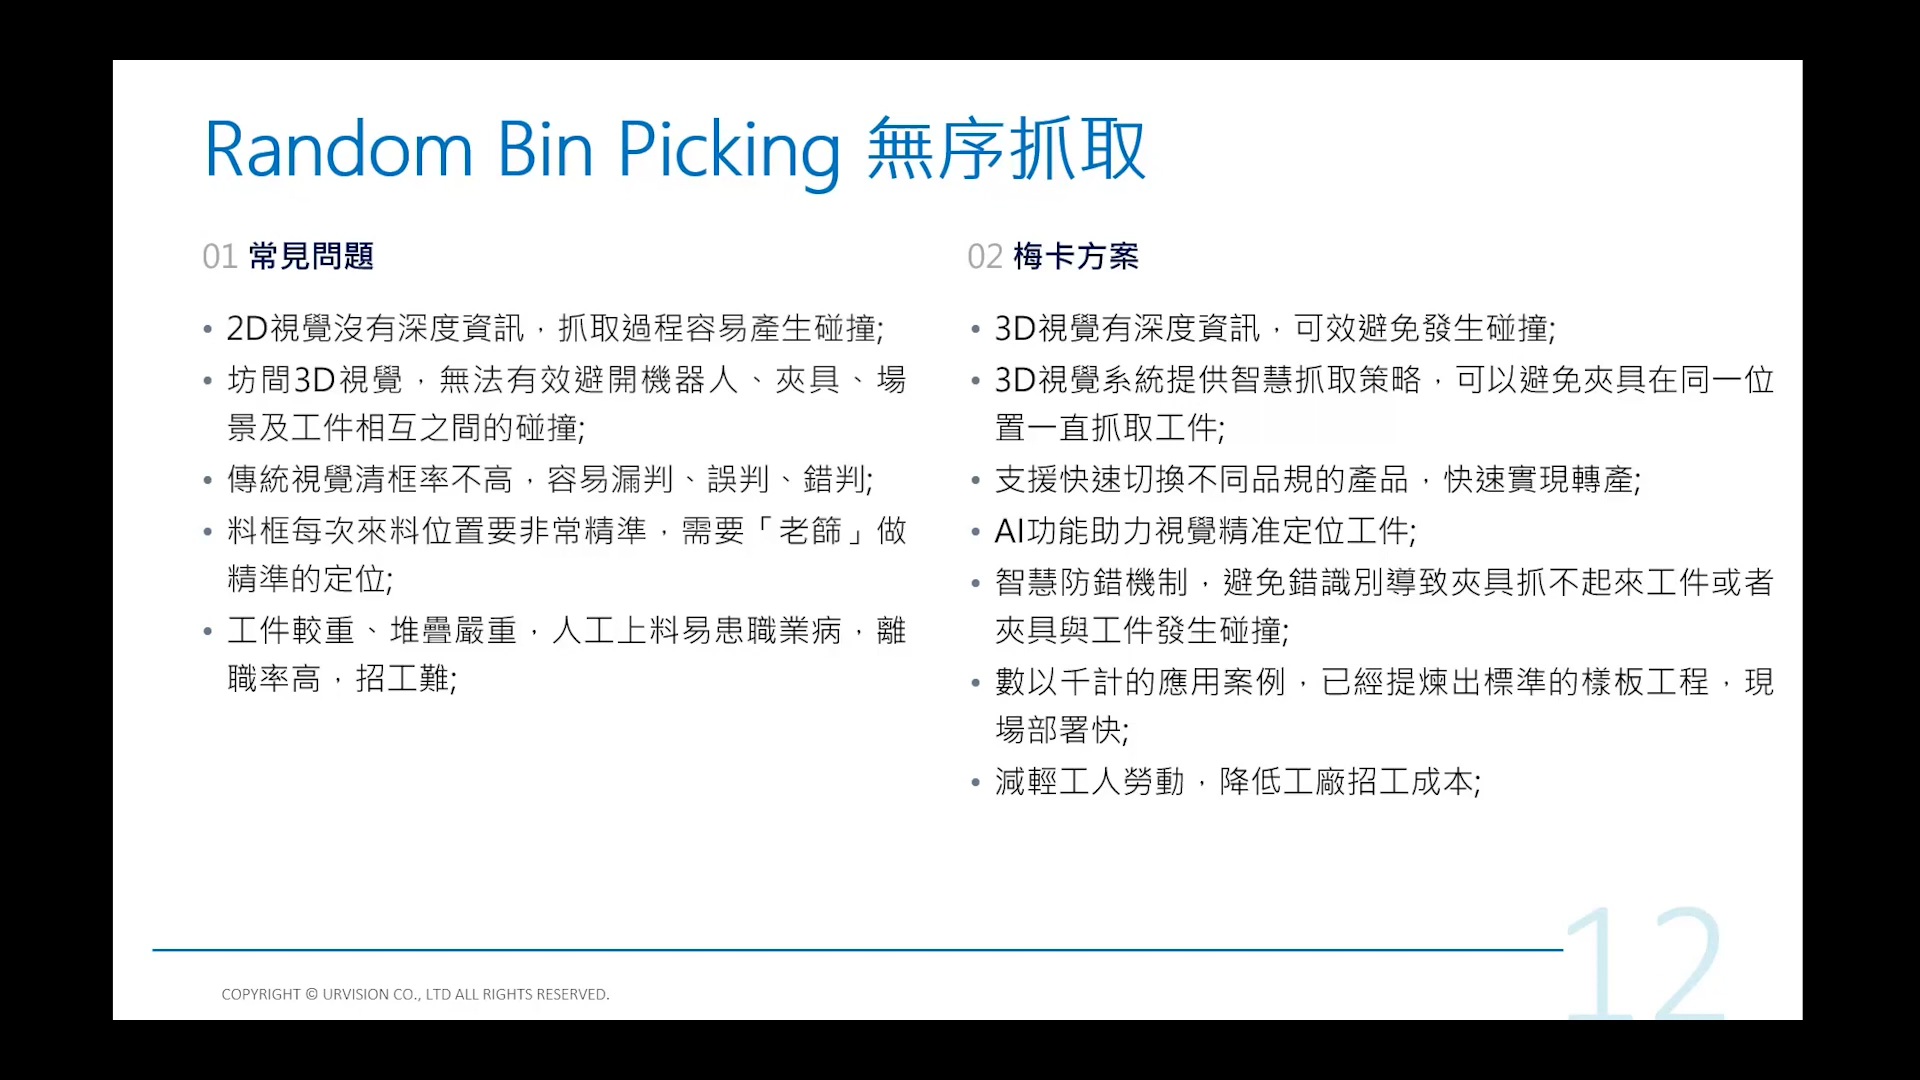 Random Bin Picking 無序抓取
01 常見問題
• 2D視覺沒有深度資訊，抓取過程容易產生碰撞;
• 坊間3D視覺，無法有效避開機器人、夾具、場
景及工件相互之間的碰撞;
• 傳統視覺清框率不高，容易漏判、誤判、錯判;
• 料框每次來料位置要非常精準，需要「老師」做
精準的定位;
• 工件較重、堆疊嚴重，人工上料易患職業病，離
職率高，招工難;
02 梅卡方案
• 3D視覺有深度資訊，可效避免發生碰撞;
• 3D視覺系統提供智慧抓取策略，可以避免夾具在同一位
置一直抓取工件;
• 支援快速切換不同品規的產品，快速實現轉產;
• AI功能助力視覺精准定位工件;
• 智慧防錯機制，避免錯識別導致夾具抓不起來工件或者
夾具與工件發生碰撞;
• 數以千計的應用案例，已經提煉出標準的樣板工程，現
場部署快;
• 減輕工人勞動，降低工廠招工成本;
COPYRIGHT © URVISION CO., LTD ALL RIGHTS RESERVED.
12